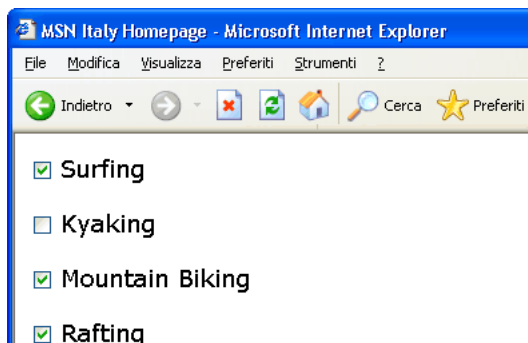 MSN Italy Homepage - Microsoft Internet Explorer
File Modifica Visualizza Preferiti Strumenti ?
Indietro Cerca Preferiti
Surfing
Kyaking
Mountain Biking
Rafting